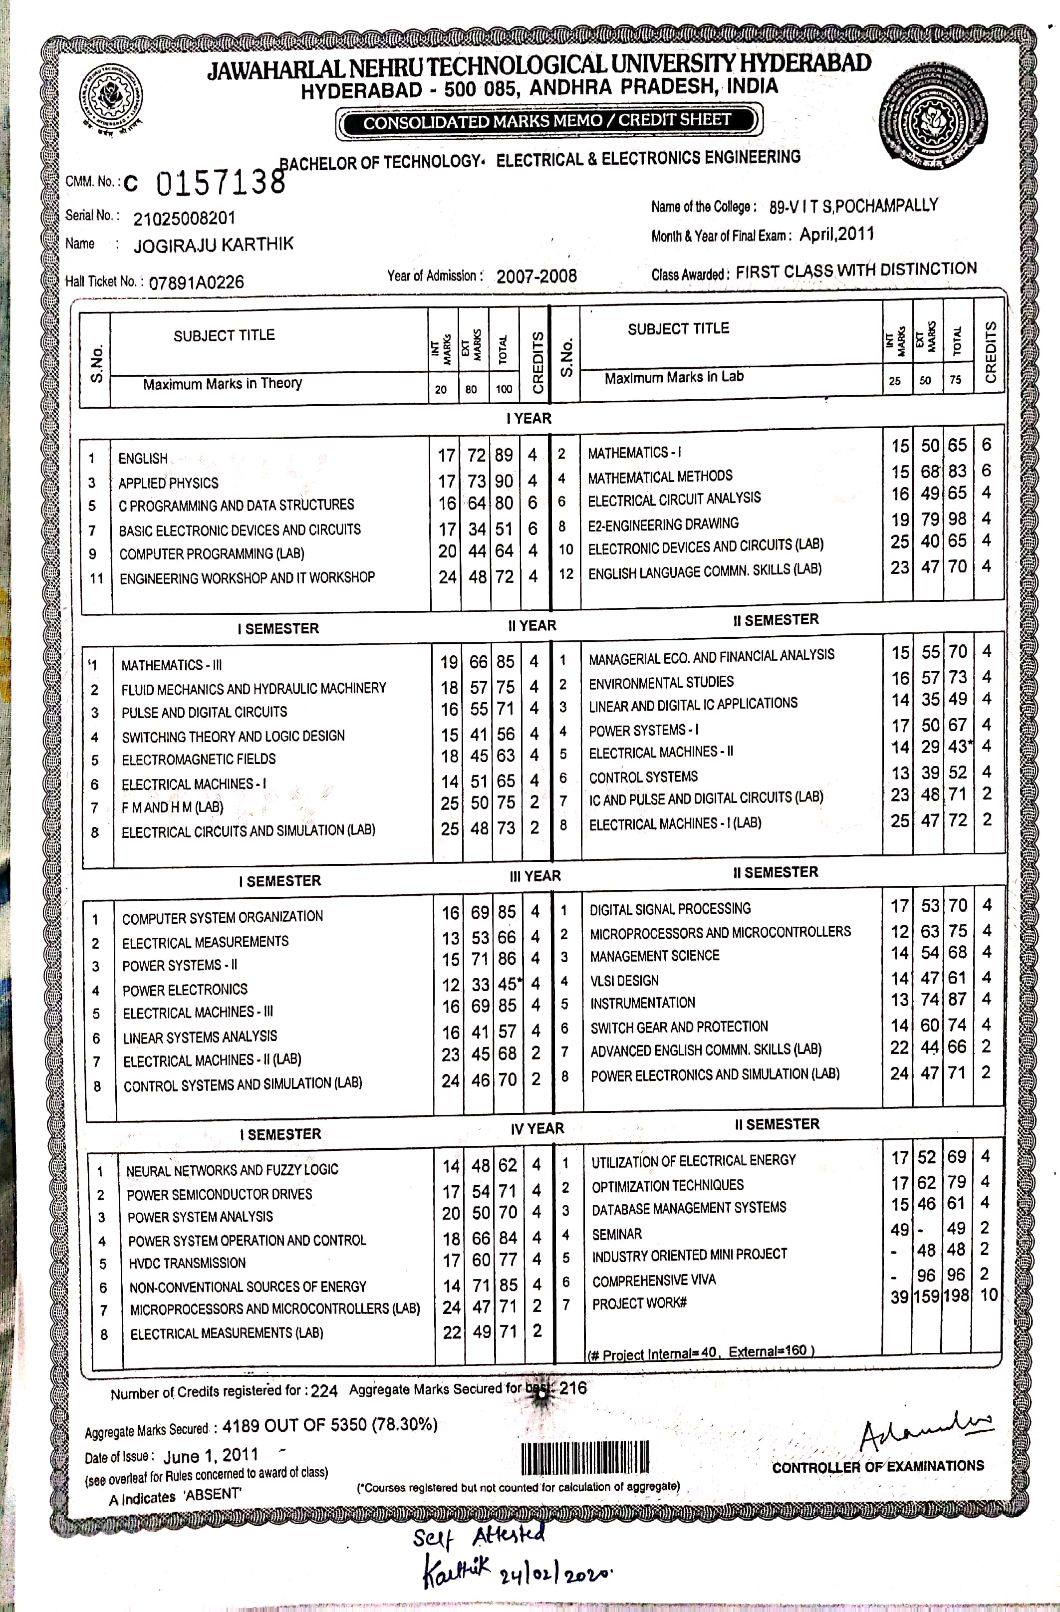 JAWAHARLAL NEHRU TECHNOLOGICAL UNIVERSITY HYDERABAD
HYDERABAD - 500 085, ANDHRA PRADESH, INDIA
CONSOLIDATED MARKS MEMO / CREDIT SHEET
BACHELOR OF TECHNOLOGY- ELECTRICAL & ELECTRONICS ENGINEERING
CMM. No. : C 0157138
Serial No. : 21025008201
Name of the College : 89-V I T S,POCHAMPALLY
Name : JOGIRAJU KARTHIK
Month & Year of Final Exam : April,2011
Hall Ticket No. : 07891A0226 Year of Admission : 2007-2008 Class Awarded : FIRST CLASS WITH DISTINCTION
S.No. SUBJECT TITLE INT MARKS EXT MARKS TOTAL CREDITS S.No. SUBJECT TITLE INT MARKS EXT MARKS TOTAL CREDITS
Maximum Marks in Theory 20 80 100 Maximum Marks in Lab 25 50 75
I YEAR
1 ENGLISH 17 72 89 4 2 MATHEMATICS - I 15 50 65 6
3 APPLIED PHYSICS 17 73 90 4 4 MATHEMATICAL METHODS 15 68 83 6
5 C PROGRAMMING AND DATA STRUCTURES 16 64 80 6 6 ELECTRICAL CIRCUIT ANALYSIS 16 49 65 4
7 BASIC ELECTRONIC DEVICES AND CIRCUITS 17 34 51 6 8 E2-ENGINEERING DRAWING 19 79 98 4
9 COMPUTER PROGRAMMING (LAB) 20 44 64 4 10 ELECTRONIC DEVICES AND CIRCUITS (LAB) 25 40 65 4
11 ENGINEERING WORKSHOP AND IT WORKSHOP 24 48 72 4 12 ENGLISH LANGUAGE COMMN. SKILLS (LAB) 23 47 70 4
I SEMESTER II YEAR II SEMESTER
1 MATHEMATICS - III 19 66 85 4 1 MANAGERIAL ECO. AND FINANCIAL ANALYSIS 15 55 70 4
2 FLUID MECHANICS AND HYDRAULIC MACHINERY 18 57 75 4 2 ENVIRONMENTAL STUDIES 16 57 73 4
3 PULSE AND DIGITAL CIRCUITS 16 55 71 4 3 LINEAR AND DIGITAL IC APPLICATIONS 14 35 49 4
4 SWITCHING THEORY AND LOGIC DESIGN 15 41 56 4 4 POWER SYSTEMS - I 17 50 67 4
5 ELECTROMAGNETIC FIELDS 18 45 63 4 5 ELECTRICAL MACHINES - II 14 29 43* 4
6 ELECTRICAL MACHINES - I 14 51 65 4 6 CONTROL SYSTEMS 13 39 52 4
7 F M AND H M (LAB) 25 50 75 2 7 IC AND PULSE AND DIGITAL CIRCUITS (LAB) 23 48 71 2
8 ELECTRICAL CIRCUITS AND SIMULATION (LAB) 25 48 73 2 8 ELECTRICAL MACHINES - I (LAB) 25 47 72 2
I SEMESTER III YEAR II SEMESTER
1 COMPUTER SYSTEM ORGANIZATION 16 69 85 4 1 DIGITAL SIGNAL PROCESSING 17 53 70 4
2 ELECTRICAL MEASUREMENTS 13 53 66 4 2 MICROPROCESSORS AND MICROCONTROLLERS 12 63 75 4
3 POWER SYSTEMS - II 15 71 86 4 3 MANAGEMENT SCIENCE 14 54 68 4
4 POWER ELECTRONICS 12 33 45* 4 4 VLSI DESIGN 14 47 61 4
5 ELECTRICAL MACHINES - III 16 69 85 4 5 INSTRUMENTATION 13 74 87 4
6 LINEAR SYSTEMS ANALYSIS 16 41 57 4 6 SWITCH GEAR AND PROTECTION 14 60 74 4
7 ELECTRICAL MACHINES - II (LAB) 23 45 68 2 7 ADVANCED ENGLISH COMMN. SKILLS (LAB) 22 44 66 2
8 CONTROL SYSTEMS AND SIMULATION (LAB) 24 46 70 2 8 POWER ELECTRONICS AND SIMULATION (LAB) 24 47 71 2
I SEMESTER IV YEAR II SEMESTER
1 NEURAL NETWORKS AND FUZZY LOGIC 14 48 62 4 1 UTILIZATION OF ELECTRICAL ENERGY 17 52 69 4
2 POWER SEMICONDUCTOR DRIVES 17 54 71 4 2 OPTIMIZATION TECHNIQUES 17 62 79 4
3 POWER SYSTEM ANALYSIS 20 50 70 4 3 DATABASE MANAGEMENT SYSTEMS 15 46 61 4
4 POWER SYSTEM OPERATION AND CONTROL 18 66 84 4 4 SEMINAR 49 - 49 2
5 HVDC TRANSMISSION 17 60 77 4 5 INDUSTRY ORIENTED MINI PROJECT - 48 48 2
6 NON-CONVENTIONAL SOURCES OF ENERGY 14 71 85 4 6 COMPREHENSIVE VIVA - 96 96 2
7 MICROPROCESSORS AND MICROCONTROLLERS (LAB) 24 47 71 2 7 PROJECT WORK# 39 159 198 10
8 ELECTRICAL MEASUREMENTS (LAB) 22 49 71 2
(# Project Internal=40, External=160 )
Number of Credits registered for : 224 Aggregate Marks Secured for best: 216
Aggregate Marks Secured : 4189 OUT OF 5350 (78.30%)
Date of Issue : June 1, 2011
(see overleaf for Rules concerned to award of class)
A Indicates 'ABSENT'
(*Courses registered but not counted for calculation of aggregate)
CONTROLLER OF EXAMINATIONS
Self Attested
Karthik 24/02/2020.